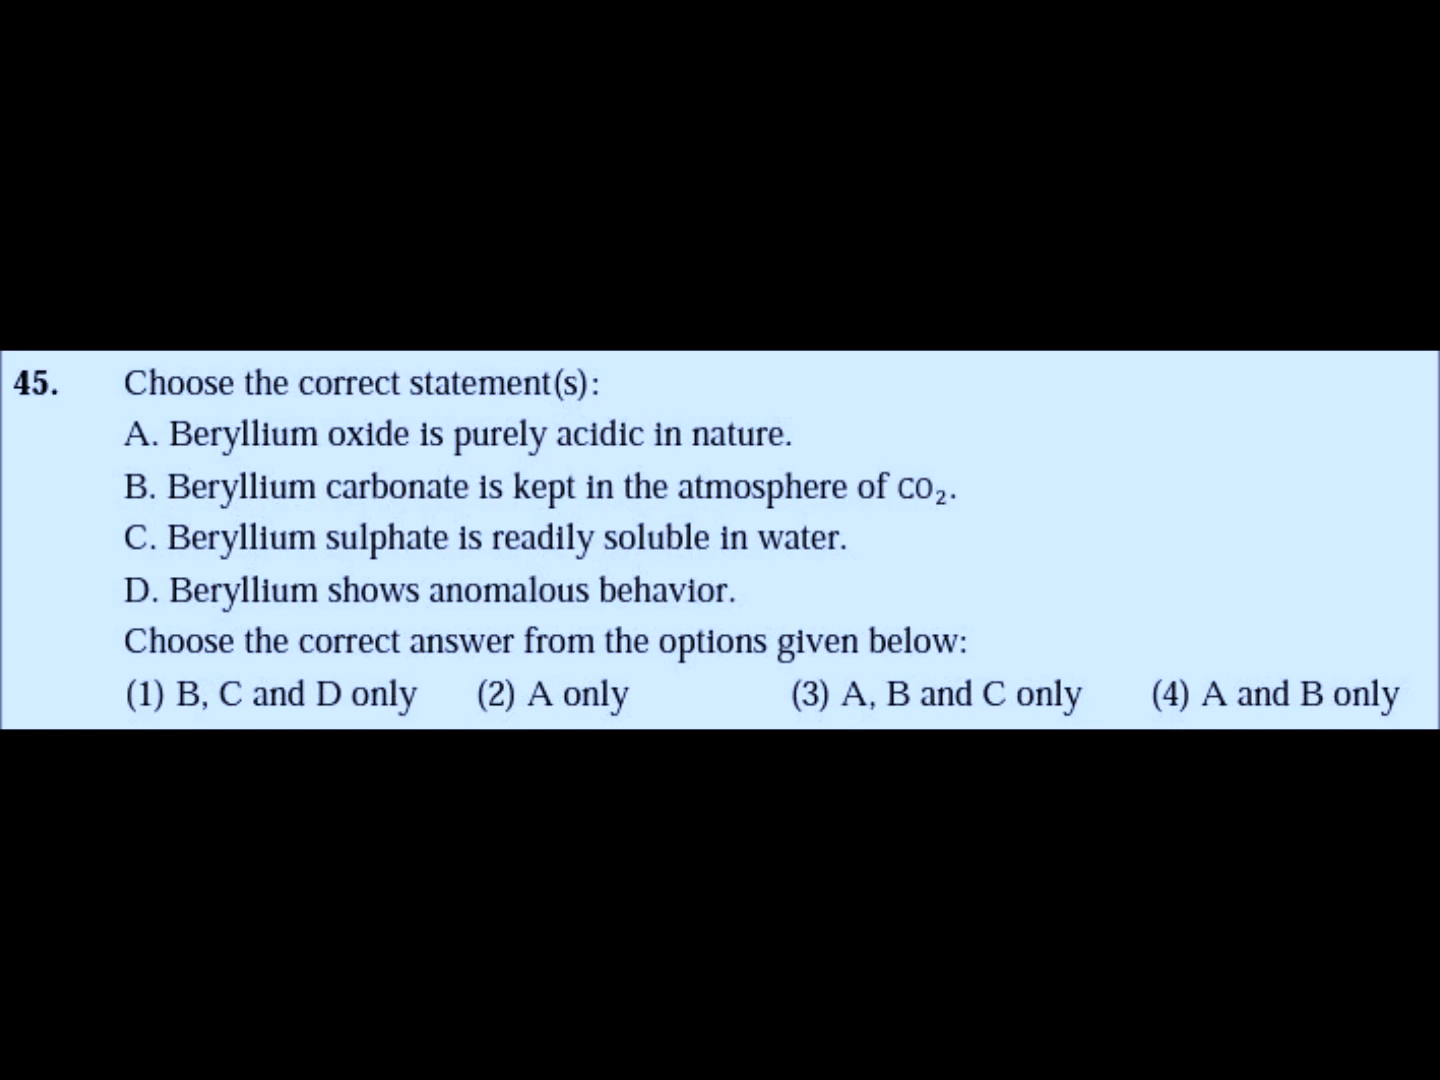 45. Choose the correct statement(s):
A. Beryllium oxide is purely acidic in nature.
B. Beryllium carbonate is kept in the atmosphere of CO₂.
C. Beryllium sulphate is readily soluble in water.
D. Beryllium shows anomalous behavior.
Choose the correct answer from the options given below:
(1) B, C and D only (2) A only (3) A, B and C only (4) A and B only